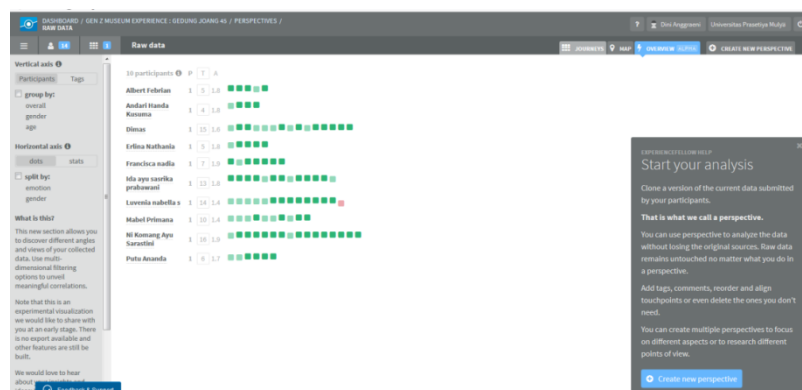 DASHBOARD / GEN Z MUSEUM EXPERIENCE : GEDUNG JOANG 45 / PERSPECTIVES /
RAW DATA
? Dini Anggraeni Universitas Prasetiya Mulya
14 1 Raw data JOURNEYS MAP OVERVIEW CREATE NEW PERSPECTIVE
Vertical axis
Participants Tags
group by:
overall
gender
age
Horizontal axis
dots stats
split by:
emotion
gender
What is this?
This new section allows you
to discover different angles
and views of your collected
data. Use multi-
dimensional filtering
options to unveil
meaningful correlations.
Note that this is an
experimental visualization
we would like to share with
you at an early stage. There
is no export available and
other features are still be
built.
We would love to hear
Feedback & Support
10 participants P T A
Albert Febrian 1 5 1.8
Andari Handa
Kusuma 1 4 1.8
Dimas 1 15 1.6
Erlina Nathania 1 5 1.8
Francisca nadia 1 7 1.9
Ida ayu sasrika
prabawani 1 13 1.8
Luvenia nabella s 1 14 1.4
Mabel Primana 1 10 1.4
Ni Komang Ayu
Sarastini 1 16 1.9
Putu Ananda 1 6 1.7
EXPERIENCEFELLOW HELP
Start your analysis
Clone a version of the current data submitted
by your participants.
That is what we call a perspective.
You can use perspective to analyze the data
without losing the original sources. Raw data
remains untouched no matter what you do in
a perspective.
Add tags, comments, reorder and align
touchpoints or even delete the ones you don't
need.
You can create multiple perspectives to focus
on different aspects or to research different
points of view.
Create new perspective